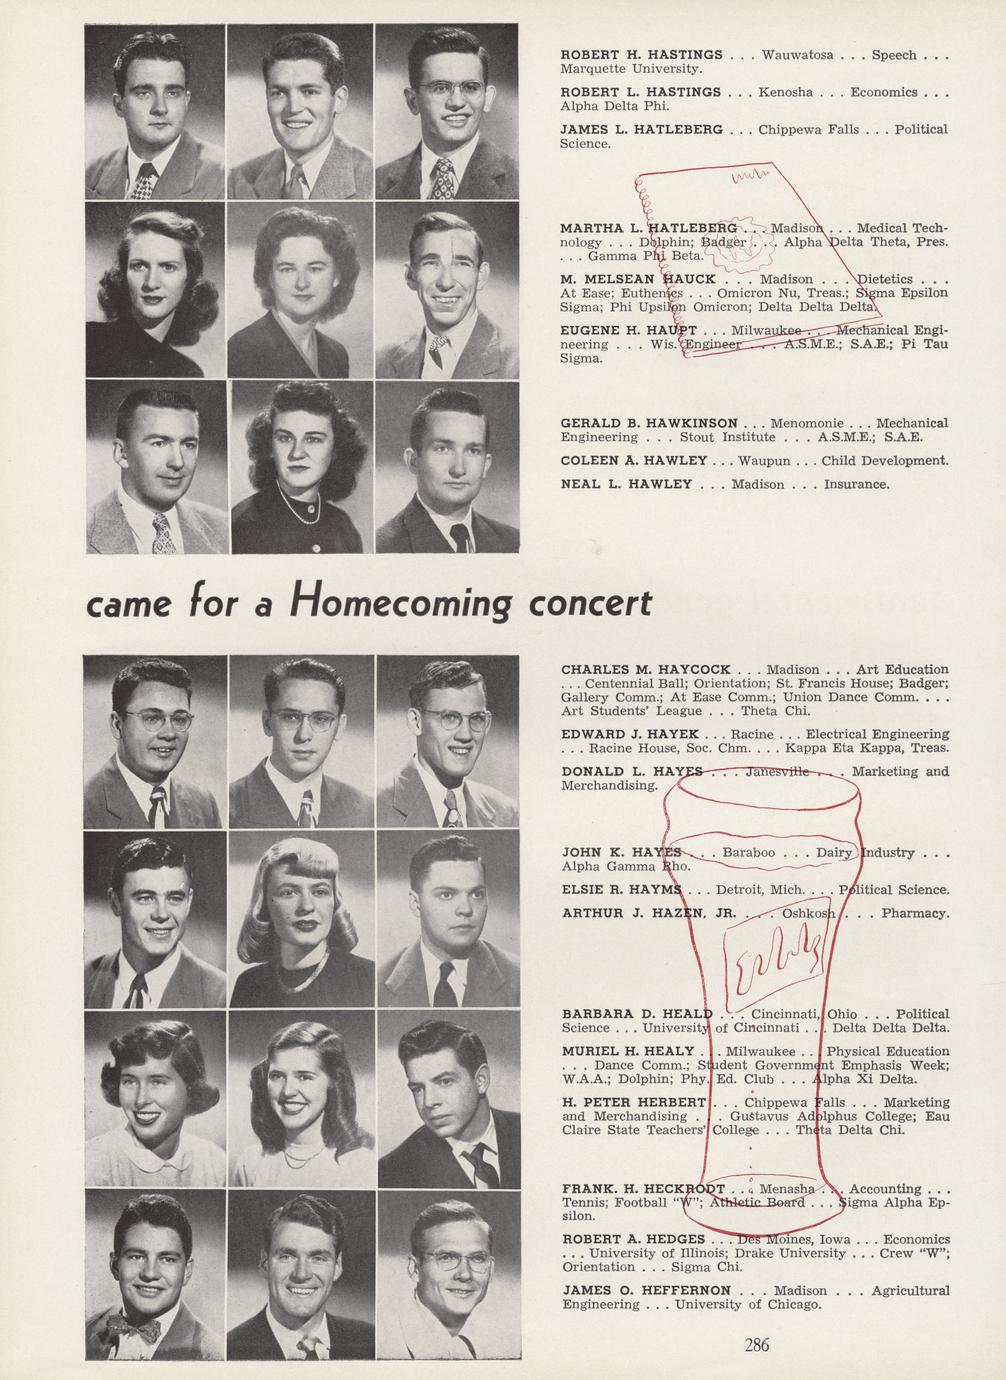 ROBERT H. HASTINGS . . . Wauwatosa . . . Speech . . .
Marquette University.
ROBERT L. HASTINGS . . . Kenosha . . . Economics . . .
Alpha Delta Phi.
JAMES L. HATLEBERG . . . Chippewa Falls . . . Political
Science.
MARTHA L. HATLEBERG . . . Madison . . . Medical Tech-
nology . . . Dolphin; Badger . . . Alpha Delta Theta, Pres.
. . . Gamma Phi Beta.
M. MELSEAN HAUCK . . . Madison . . . Dietetics . . .
At Ease; Euthenics . . . Omicron Nu, Treas.; Sigma Epsilon
Sigma; Phi Upsilon Omicron; Delta Delta Delta.
EUGENE H. HAUPT . . . Milwaukee . . . Mechanical Engi-
neering . . . Wis. Engineer . . . A.S.M.E.; S.A.E.; Pi Tau
Sigma.
GERALD B. HAWKINSON . . . Menomonie . . . Mechanical
Engineering . . . Stout Institute . . . A.S.M.E.; S.A.E.
COLEEN A. HAWLEY . . . Waupun . . . Child Development.
NEAL L. HAWLEY . . . Madison . . . Insurance.
came for a Homecoming concert
CHARLES M. HAYCOCK . . . Madison . . . Art Education
. . . Centennial Ball; Orientation; St. Francis House; Badger;
Gallery Comm.; At Ease Comm.; Union Dance Comm. . . .
Art Students' League . . . Theta Chi.
EDWARD J. HAYEK . . . Racine . . . Electrical Engineering
. . . Racine House, Soc. Chm. . . . Kappa Eta Kappa, Treas.
DONALD L. HAYES . . . Janesville . . . Marketing and
Merchandising.
JOHN K. HAYES . . . Baraboo . . . Dairy Industry . . .
Alpha Gamma Rho.
ELSIE R. HAYMS . . . Detroit, Mich. . . . Political Science.
ARTHUR J. HAZEN, JR. . . . Oshkosh . . . Pharmacy.
BARBARA D. HEALD . . . Cincinnati, Ohio . . . Political
Science . . . University of Cincinnati . . . Delta Delta Delta.
MURIEL H. HEALY . . . Milwaukee . . . Physical Education
. . . Dance Comm.; Student Government Emphasis Week;
W.A.A.; Dolphin; Phy. Ed. Club . . . Alpha Xi Delta.
H. PETER HERBERT . . . Chippewa Falls . . . Marketing
and Merchandising . . . Gustavus Adolphus College; Eau
Claire State Teachers' College . . . Theta Delta Chi.
FRANK. H. HECKRODT . . . Menasha . . . Accounting . . .
Tennis; Football "W"; Athletic Board . . . Sigma Alpha Ep-
silon.
ROBERT A. HEDGES . . . Des Moines, Iowa . . . Economics
. . . University of Illinois; Drake University . . . Crew "W";
Orientation . . . Sigma Chi.
JAMES O. HEFFERNON . . . Madison . . . Agricultural
Engineering . . . University of Chicago.
286